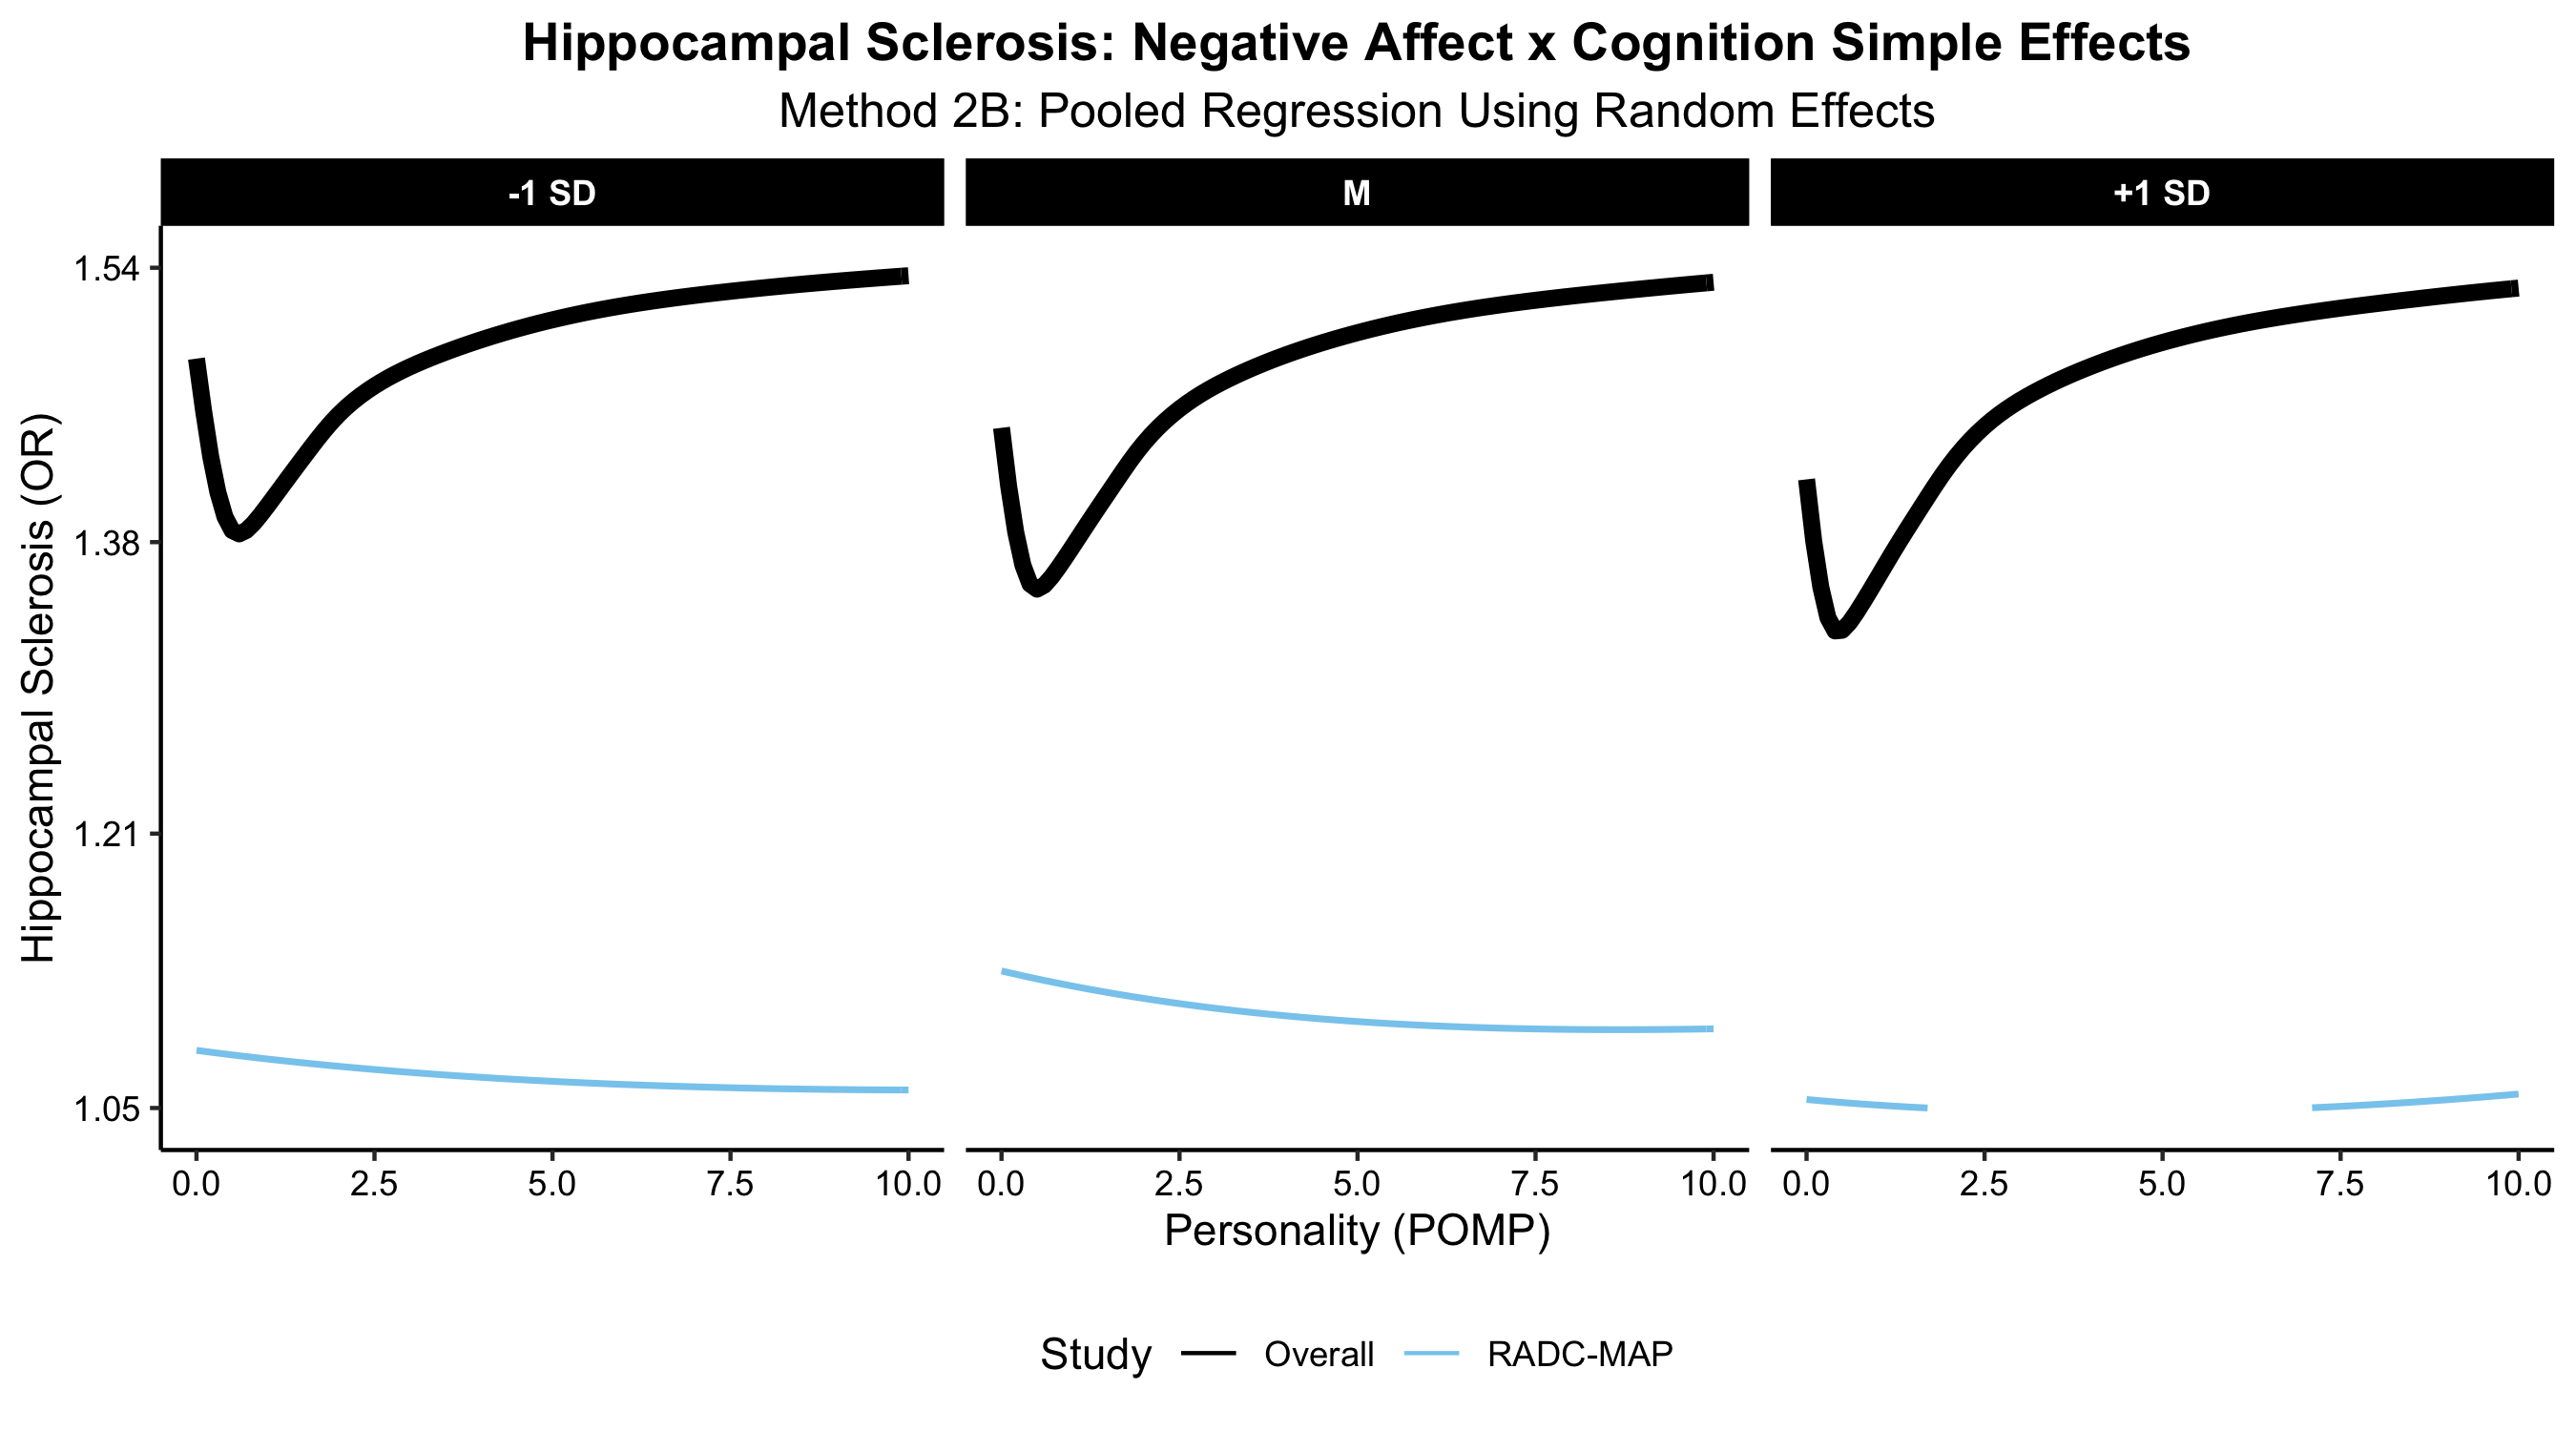 Hippocampal Sclerosis: Negative Affect x Cognition Simple Effects
Method 2B: Pooled Regression Using Random Effects
-1 SD M +1 SD
Hippocampal Sclerosis (OR)
1.54
1.38
1.21
1.05
0.0 2.5 5.0 7.5 10.0 0.0 2.5 5.0 7.5 10.0 0.0 2.5 5.0 7.5 10.0
Personality (POMP)
Study Overall RADC-MAP